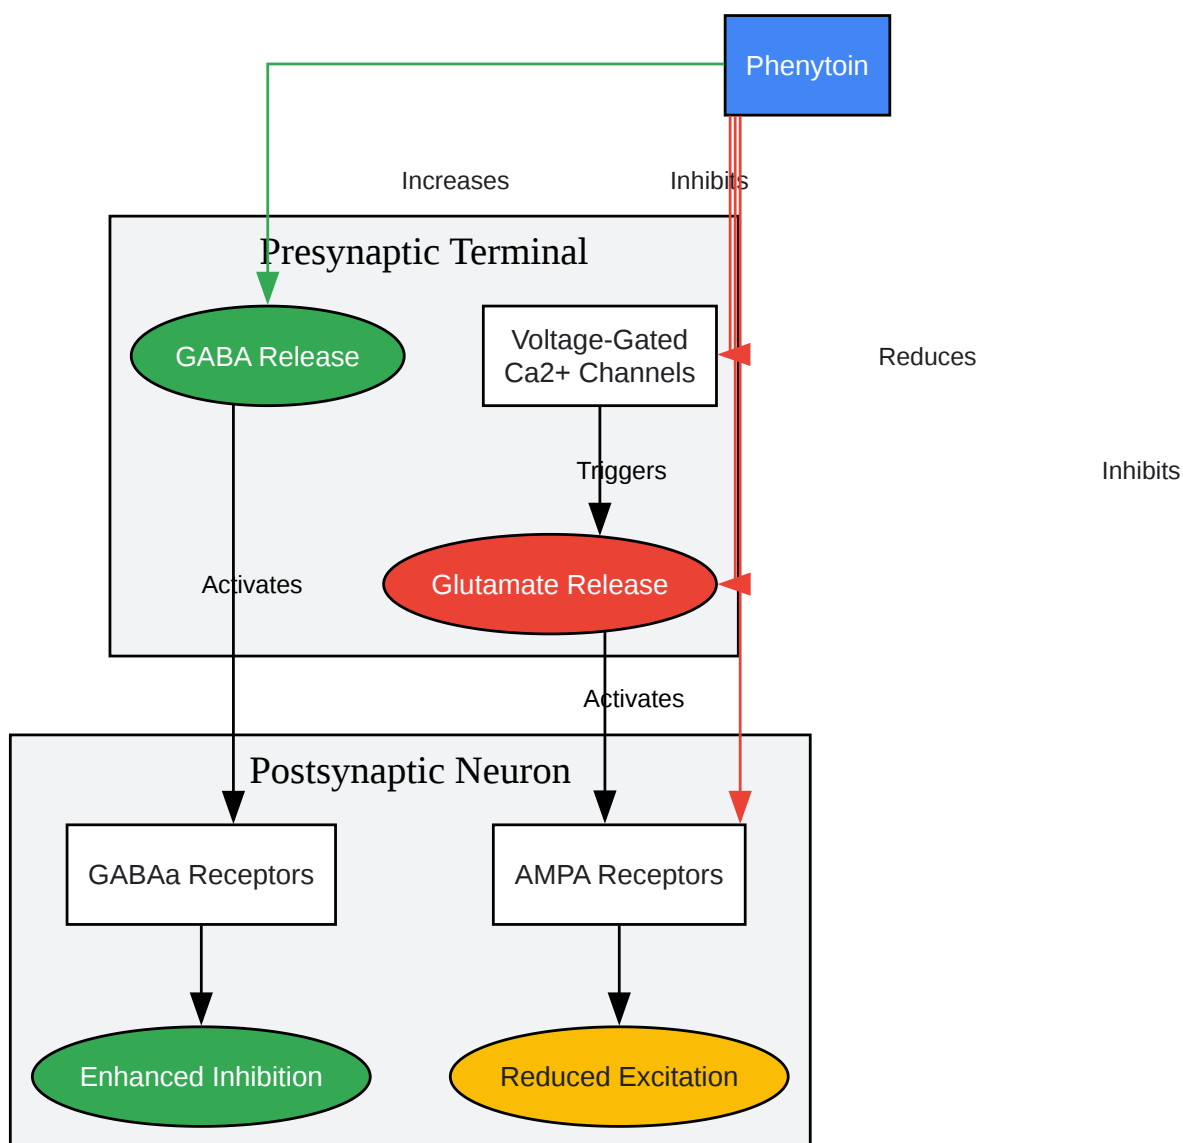 Phenytoin
Increases
Inhibits
Presynaptic Terminal
GABA Release
Voltage-Gated
Ca2+ Channels
Reduces
Triggers
Inhibits
Activates
Glutamate Release
Activates
Postsynaptic Neuron
GABAa Receptors
AMPA Receptors
Enhanced Inhibition
Reduced Excitation